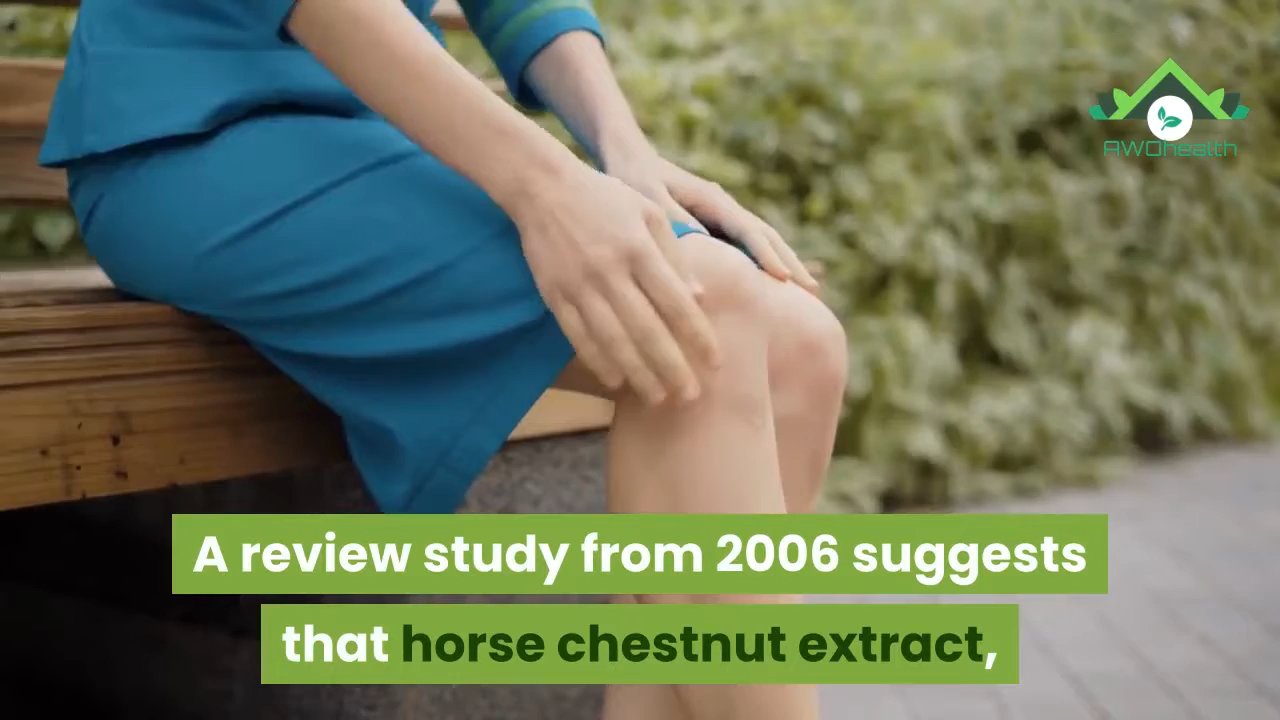 AWOhealth
A review study from 2006 suggests
that horse chestnut extract,